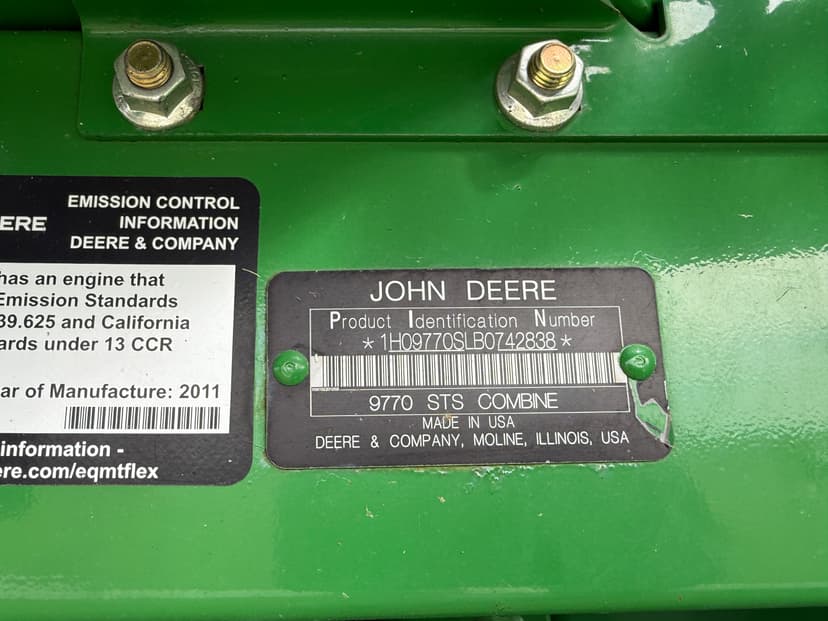 EMISSION CONTROL
ERE INFORMATION
DEERE & COMPANY
has an engine that
Emission Standards
39.625 and California
ards under 13 CCR
ar of Manufacture: 2011
information -
ere.com/eqmtflex
JOHN DEERE
Product Identification Number
*1H09770SLB0742838*
9770 STS COMBINE
MADE IN USA
DEERE & COMPANY, MOLINE, ILLINOIS, USA